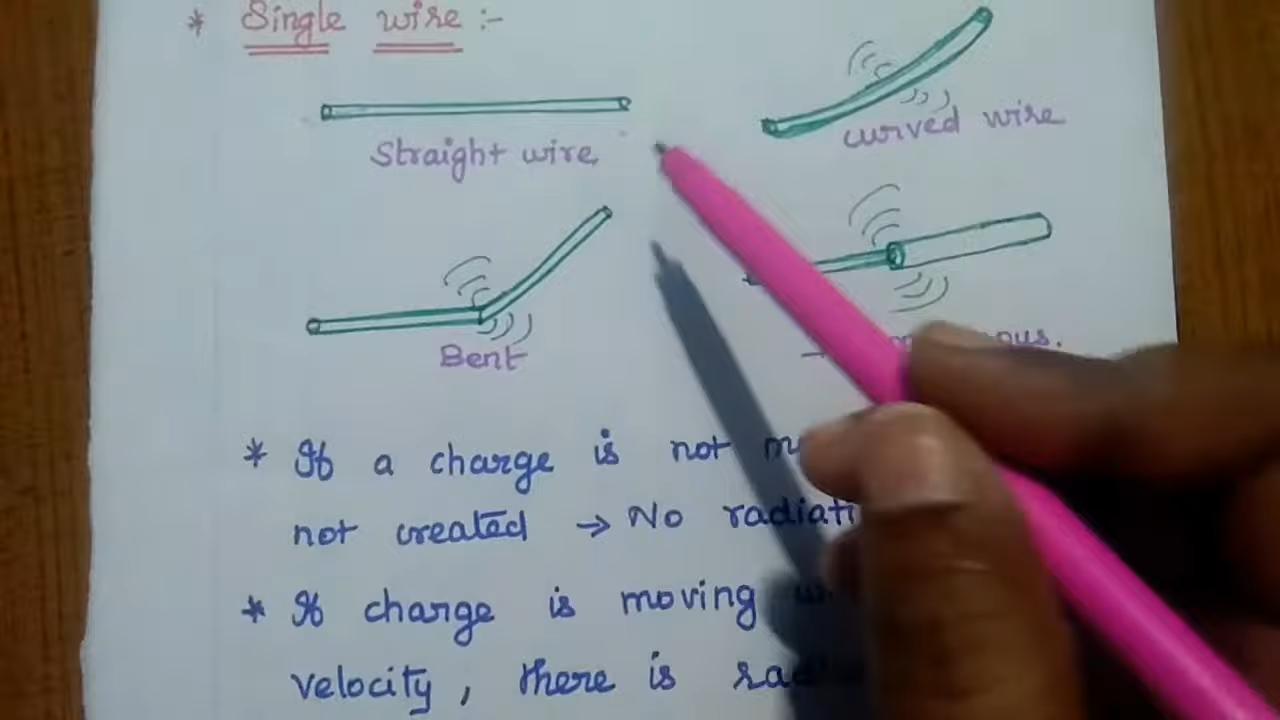 * Single wire :-
Straight wire
curved wire
Bent
* If a charge is not
not created → No
* If charge is moving
velocity, there is